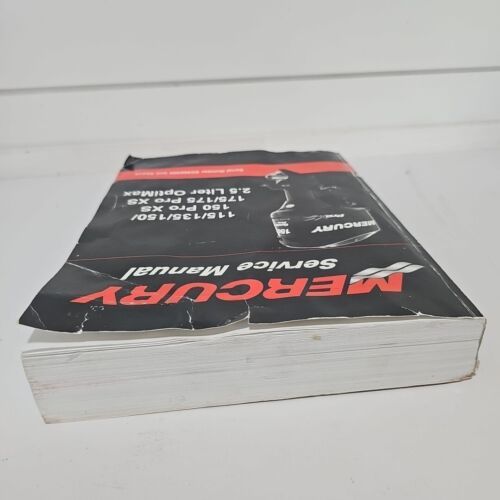 MERCURY
Service Manual
MERCURY
115/135/150/
150 Pro XS
175/175 Pro XS
2.5 Liter OptiMax